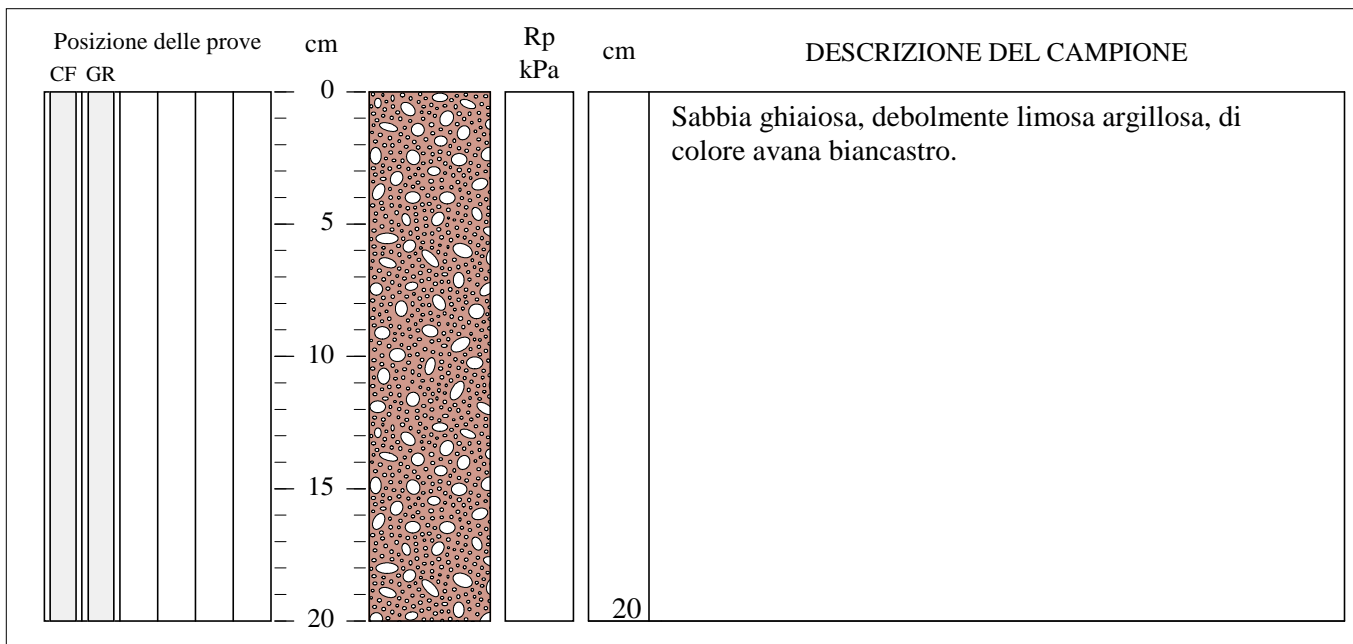 Posizione delle prove
CF GR
cm
Rp
kPa
cm
DESCRIZIONE DEL CAMPIONE
0
5
10
15
20
20
Sabbia ghiaiosa, debolmente limosa argillosa, di
colore avana biancastro.